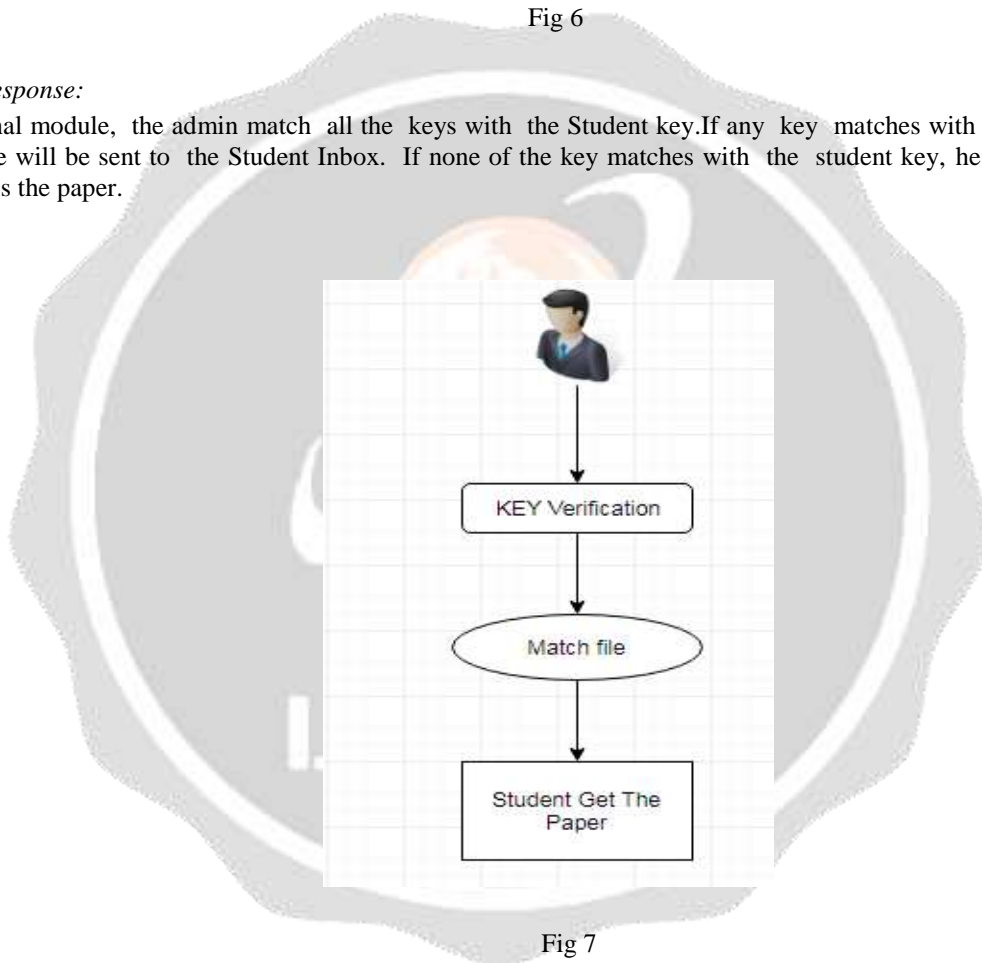 Fig 6
esponse:
nal module, the admin match all the keys with the Student key.If any key matches with
e will be sent to the Student Inbox. If none of the key matches with the student key, he
s the paper.
KEY Verification
Match file
Student Get The
Paper
Fig 7